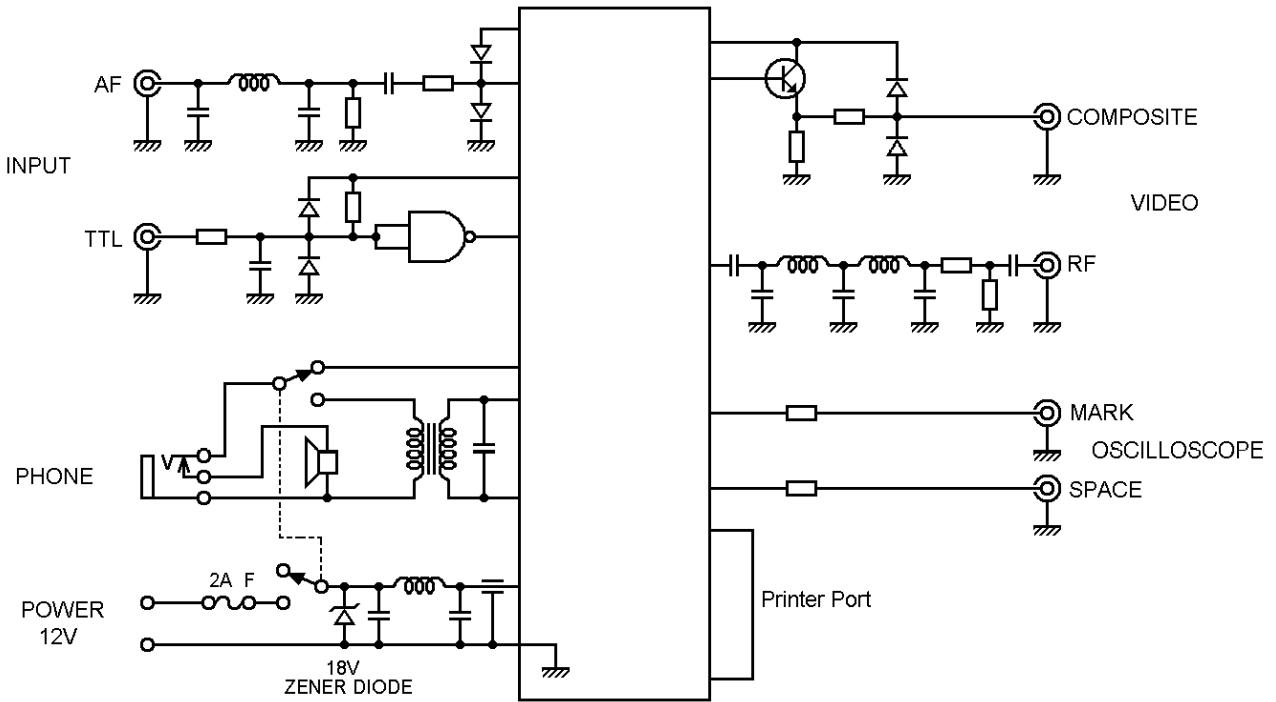 AF
INPUT
TTL
PHONE
V
2A F
POWER
12V
18V
ZENER DIODE
COMPOSITE
VIDEO
RF
MARK
OSCILLOSCOPE
SPACE
Printer Port